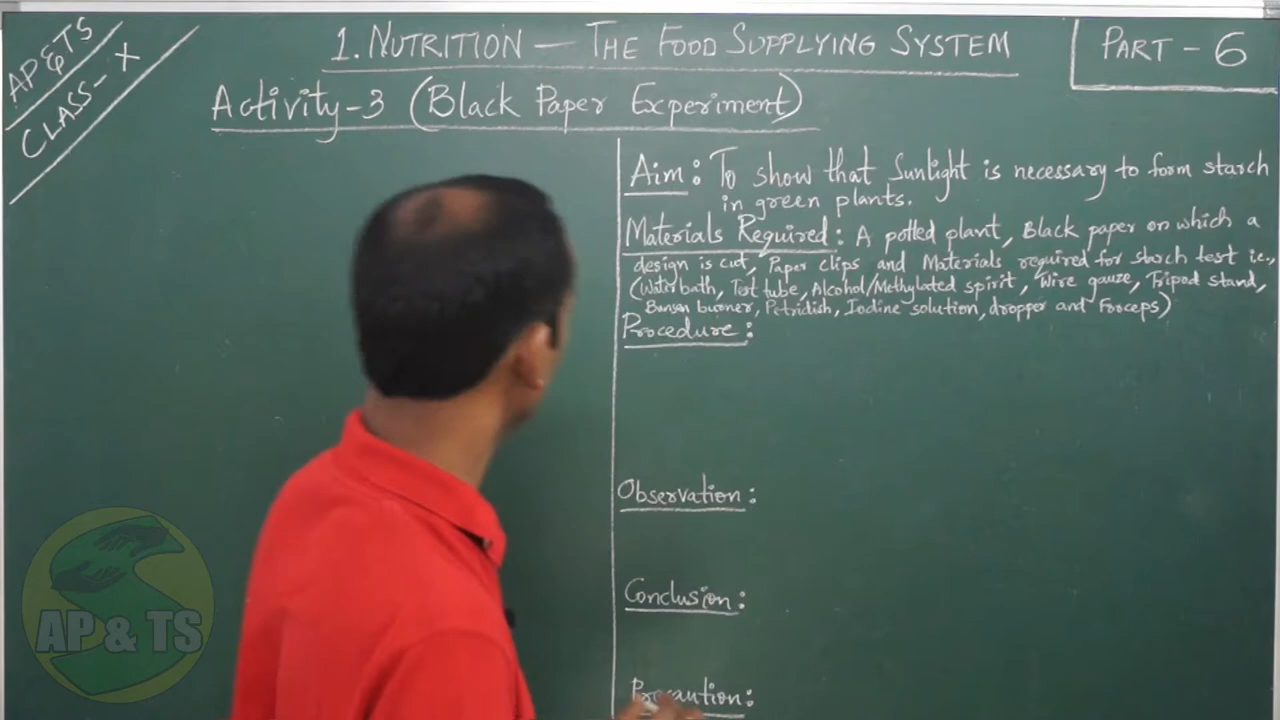 AP & TS
CLASS - X
1. NUTRITION — THE FOOD SUPPLYING SYSTEM
PART - 6
Activity-3 (Black Paper Experiment)
Aim: To show that Sunlight is necessary to form starch
in green plants.
Materials Required: A potted plant, Black paper on which a
design is cut, Paper clips and Materials required for starch test i.e.,
(Water bath, Test tube, Alcohol/Methylated spirit, Wire gauze, Tripod stand,
Bunsen burner, Petridish, Iodine solution, dropper and Forceps)
Procedure:
Observation:
Conclusion:
Precaution:
AP & TS